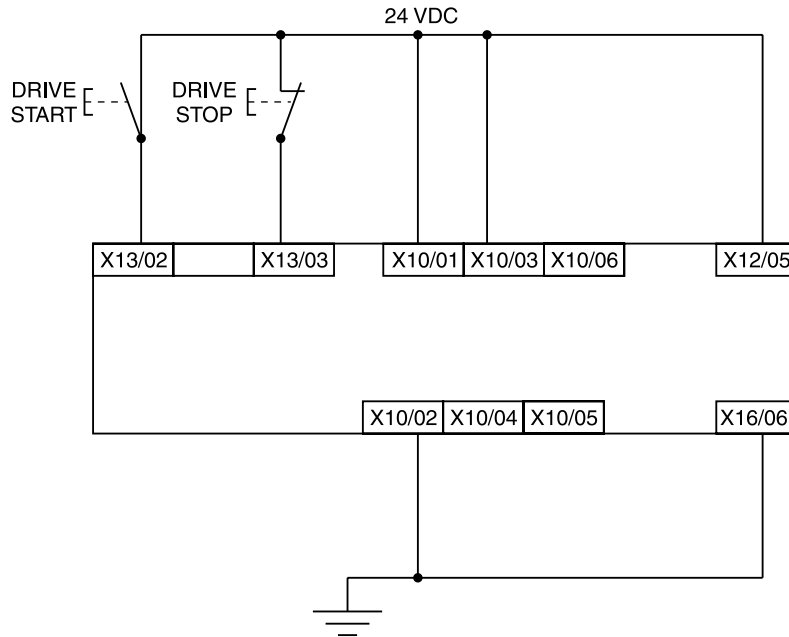 24 VDC
DRIVE
START
DRIVE
STOP
X13/02
X13/03
X10/01
X10/03
X10/06
X12/05
X10/02
X10/04
X10/05
X16/06